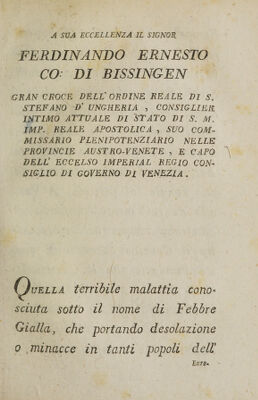 A SUA ECCELLENZA IL SIGNOR
FERDINANDO ERNESTO
CO: DI BISSINGEN
GRAN CROCE DELL' ORDINE REALE DI S.
STEFANO D' UNGHERIA, CONSIGLIER
INTIMO ATTUALE DI STATO DI S. M.
IMP. REALE APOSTOLICA, SUO COM-
MISSARIO PLENIPOTENZIARIO NELLE
PROVINCIE AUSTRO-VENETE, E CAPO
DELL' ECCELSO IMPERIAL REGIO CON-
SIGLIO DI GOVERNO DI VENEZIA.
QUELLA terribile malattia cono-
sciuta sotto il nome di Febbre
Gialla, che portando desolazione
o minacce in tanti popoli dell'
Euro-